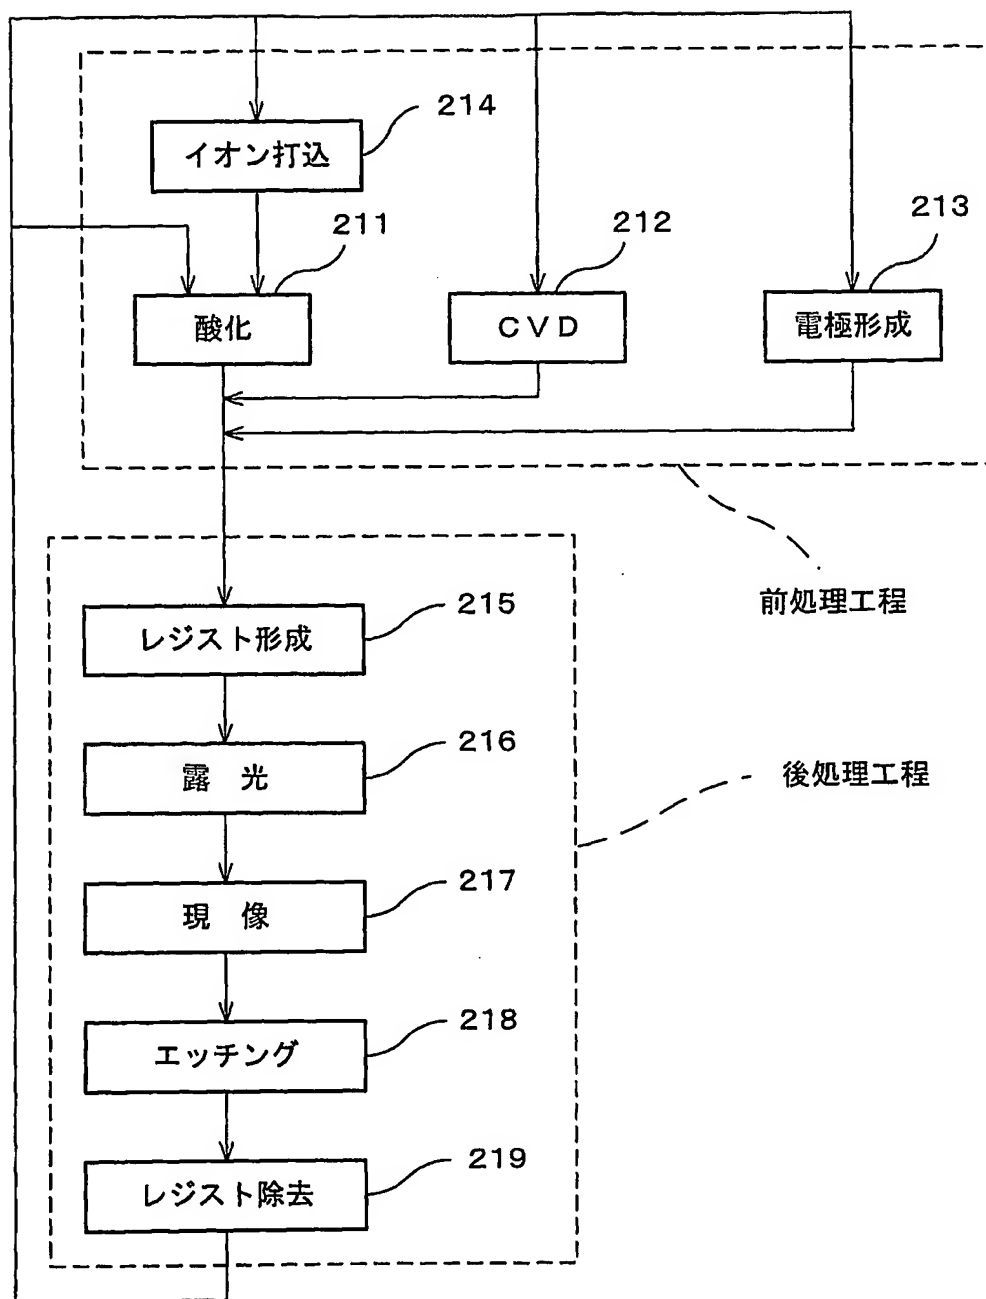 214
イオン打込
211
212
213
酸化
ＣＶＤ
電極形成
前処理工程
215
レジスト形成
216
露　光
後処理工程
217
現　像
218
エッチング
219
レジスト除去